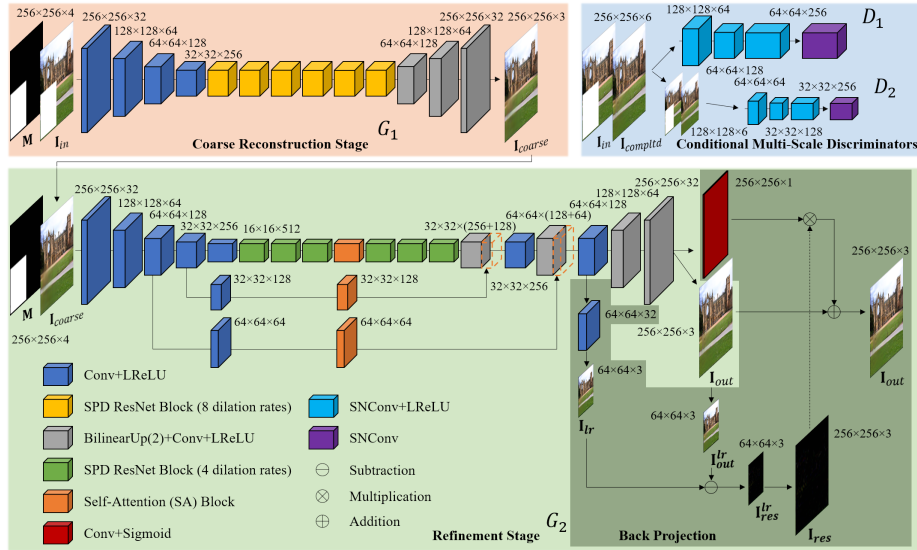 256×256×4
256×256×32
128×128×64
64×64×128
32×32×256
64×64×128
128×128×64
256×256×32
256×256×3
M
I_in
G_1
I_coarse
Coarse Reconstruction Stage
128×128×64
64×64×256
D_1
64×64×128
64×64×64
32×32×256
D_2
I_in
I_compltd
128×128×6
32×32×128
Conditional Multi-Scale Discriminators
256×256×32
128×128×64
64×64×128
32×32×256
16×16×512
32×32×(256+128)
64×64×(128+64)
64×64×128
128×128×64
256×256×32
256×256×1
M
I_coarse
256×256×4
32×32×128
32×32×128
32×32×256
64×64×64
64×64×64
64×64×32
256×256×3
256×256×3
I_out
I_out
64×64×3
I_lr
64×64×3
I_out^lr
64×64×3
I_res^lr
256×256×3
I_res
Conv+LReLU
SPD ResNet Block (8 dilation rates)
BilinearUp(2)+Conv+LReLU
SPD ResNet Block (4 dilation rates)
Self-Attention (SA) Block
Conv+Sigmoid
SNConv+LReLU
SNConv
Subtraction
Multiplication
Addition
Refinement Stage
G_2
Back Projection